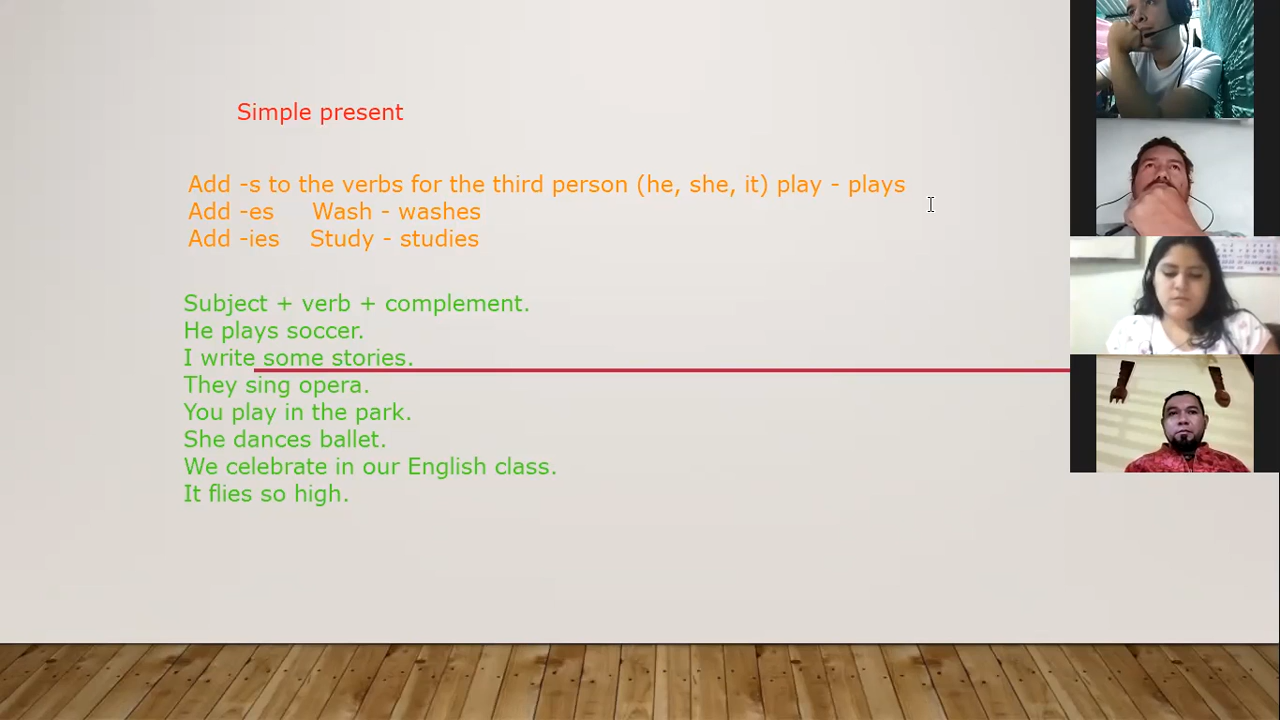 Simple present
Add -s to the verbs for the third person (he, she, it) play - plays
Add -es Wash - washes
Add -ies Study - studies
Subject + verb + complement.
He plays soccer.
I write some stories.
They sing opera.
You play in the park.
She dances ballet.
We celebrate in our English class.
It flies so high.